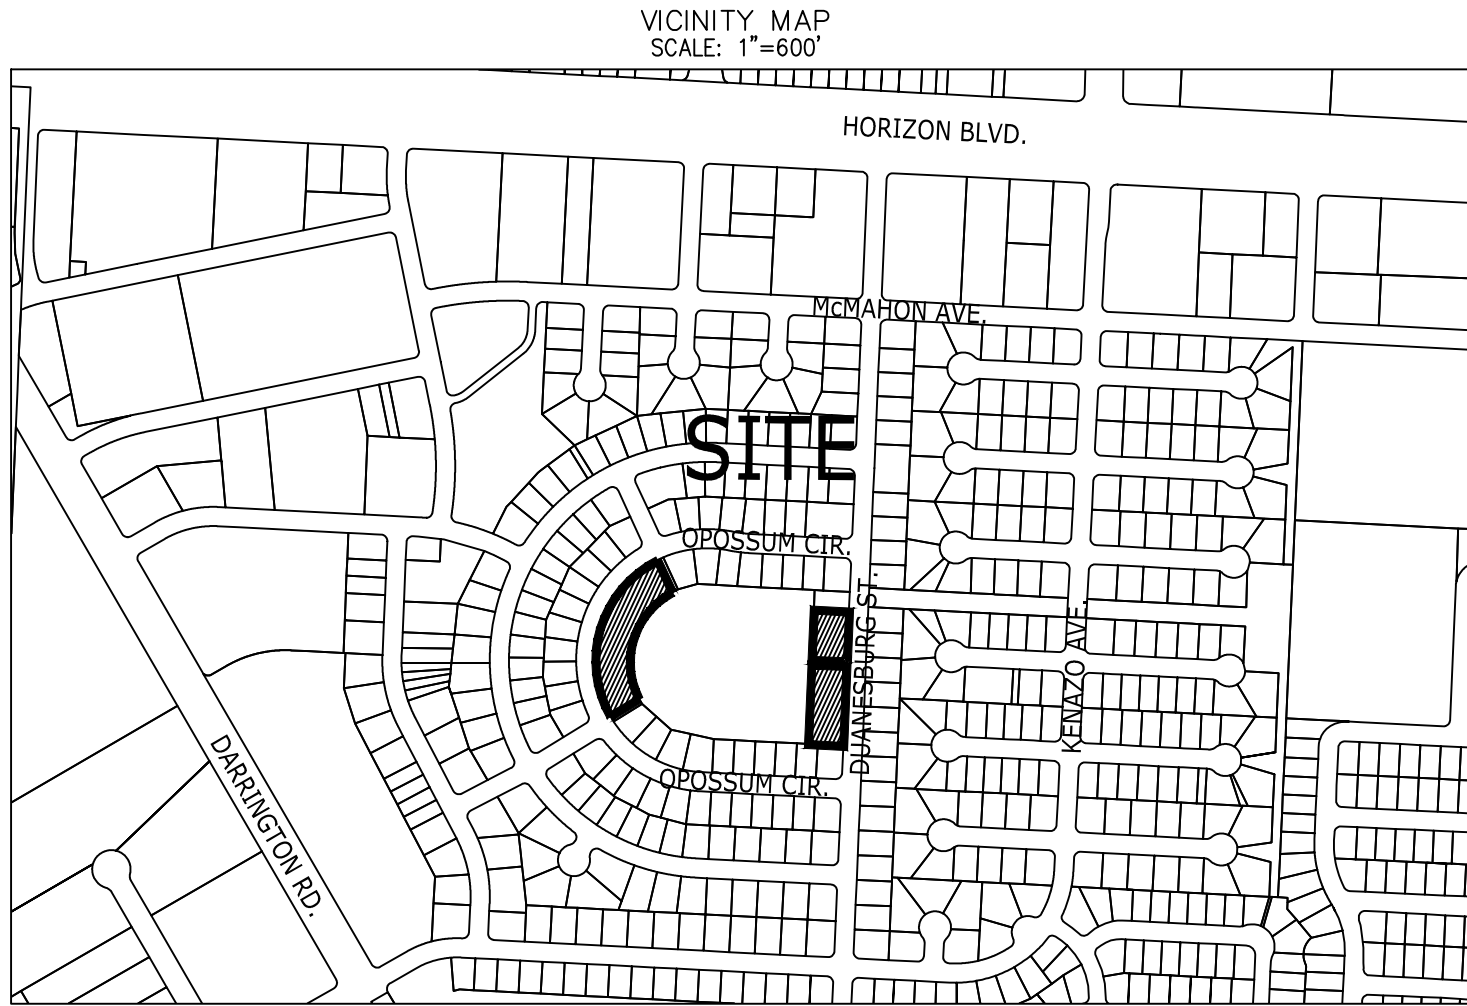 VICINITY MAP
SCALE: 1"=600'
HORIZON BLVD.
McMAHON AVE.
SITE
OPOSSUM CIR.
DUANESBURG ST.
KENAZO AVE.
OPOSSUM CIR.
DARRINGTON RD.